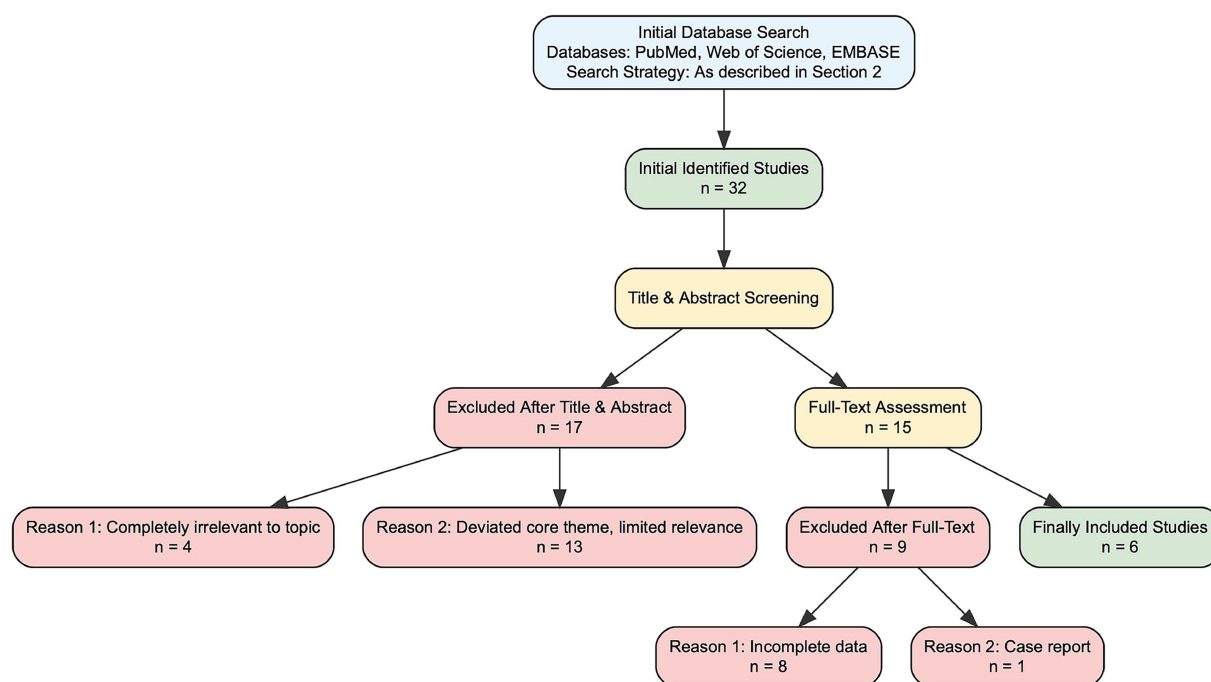 Initial Database Search
Databases: PubMed, Web of Science, EMBASE
Search Strategy: As described in Section 2
Initial Identified Studies
n = 32
Title & Abstract Screening
Excluded After Title & Abstract
n = 17
Full-Text Assessment
n = 15
Reason 1: Completely irrelevant to topic
n = 4
Reason 2: Deviated core theme, limited relevance
n = 13
Excluded After Full-Text
n = 9
Finally Included Studies
n = 6
Reason 1: Incomplete data
n = 8
Reason 2: Case report
n = 1